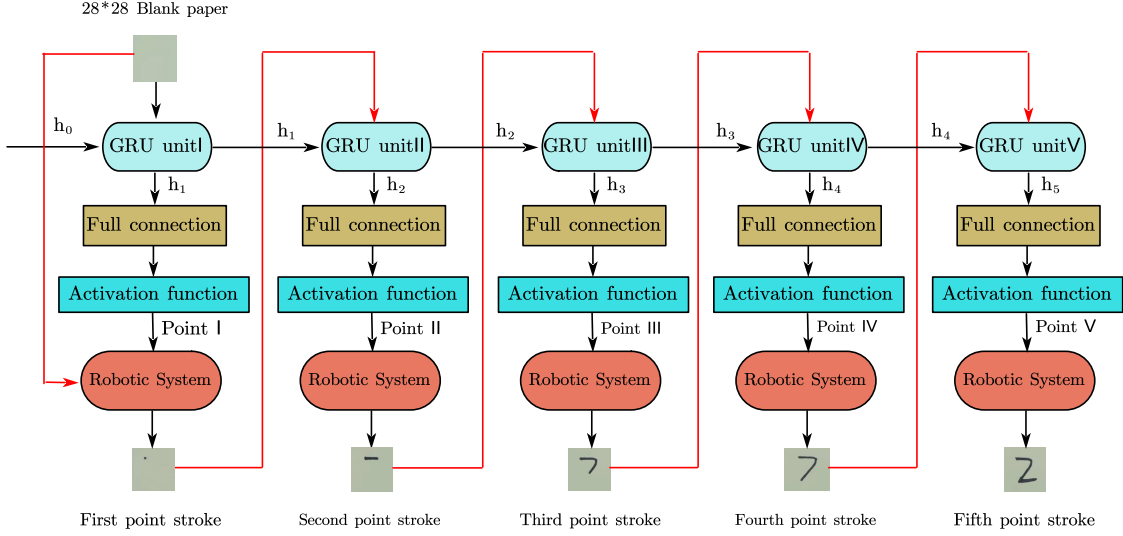 28*28 Blank paper
h0
h1
h2
h3
h4
GRU unitI
GRU unitII
GRU unitIII
GRU unitIV
GRU unitV
h1
h2
h3
h4
h5
Full connection
Full connection
Full connection
Full connection
Full connection
Activation function
Activation function
Activation function
Activation function
Activation function
Point I
Point II
Point III
Point IV
Point V
Robotic System
Robotic System
Robotic System
Robotic System
Robotic System
2
First point stroke
Second point stroke
Third point stroke
Fourth point stroke
Fifth point stroke